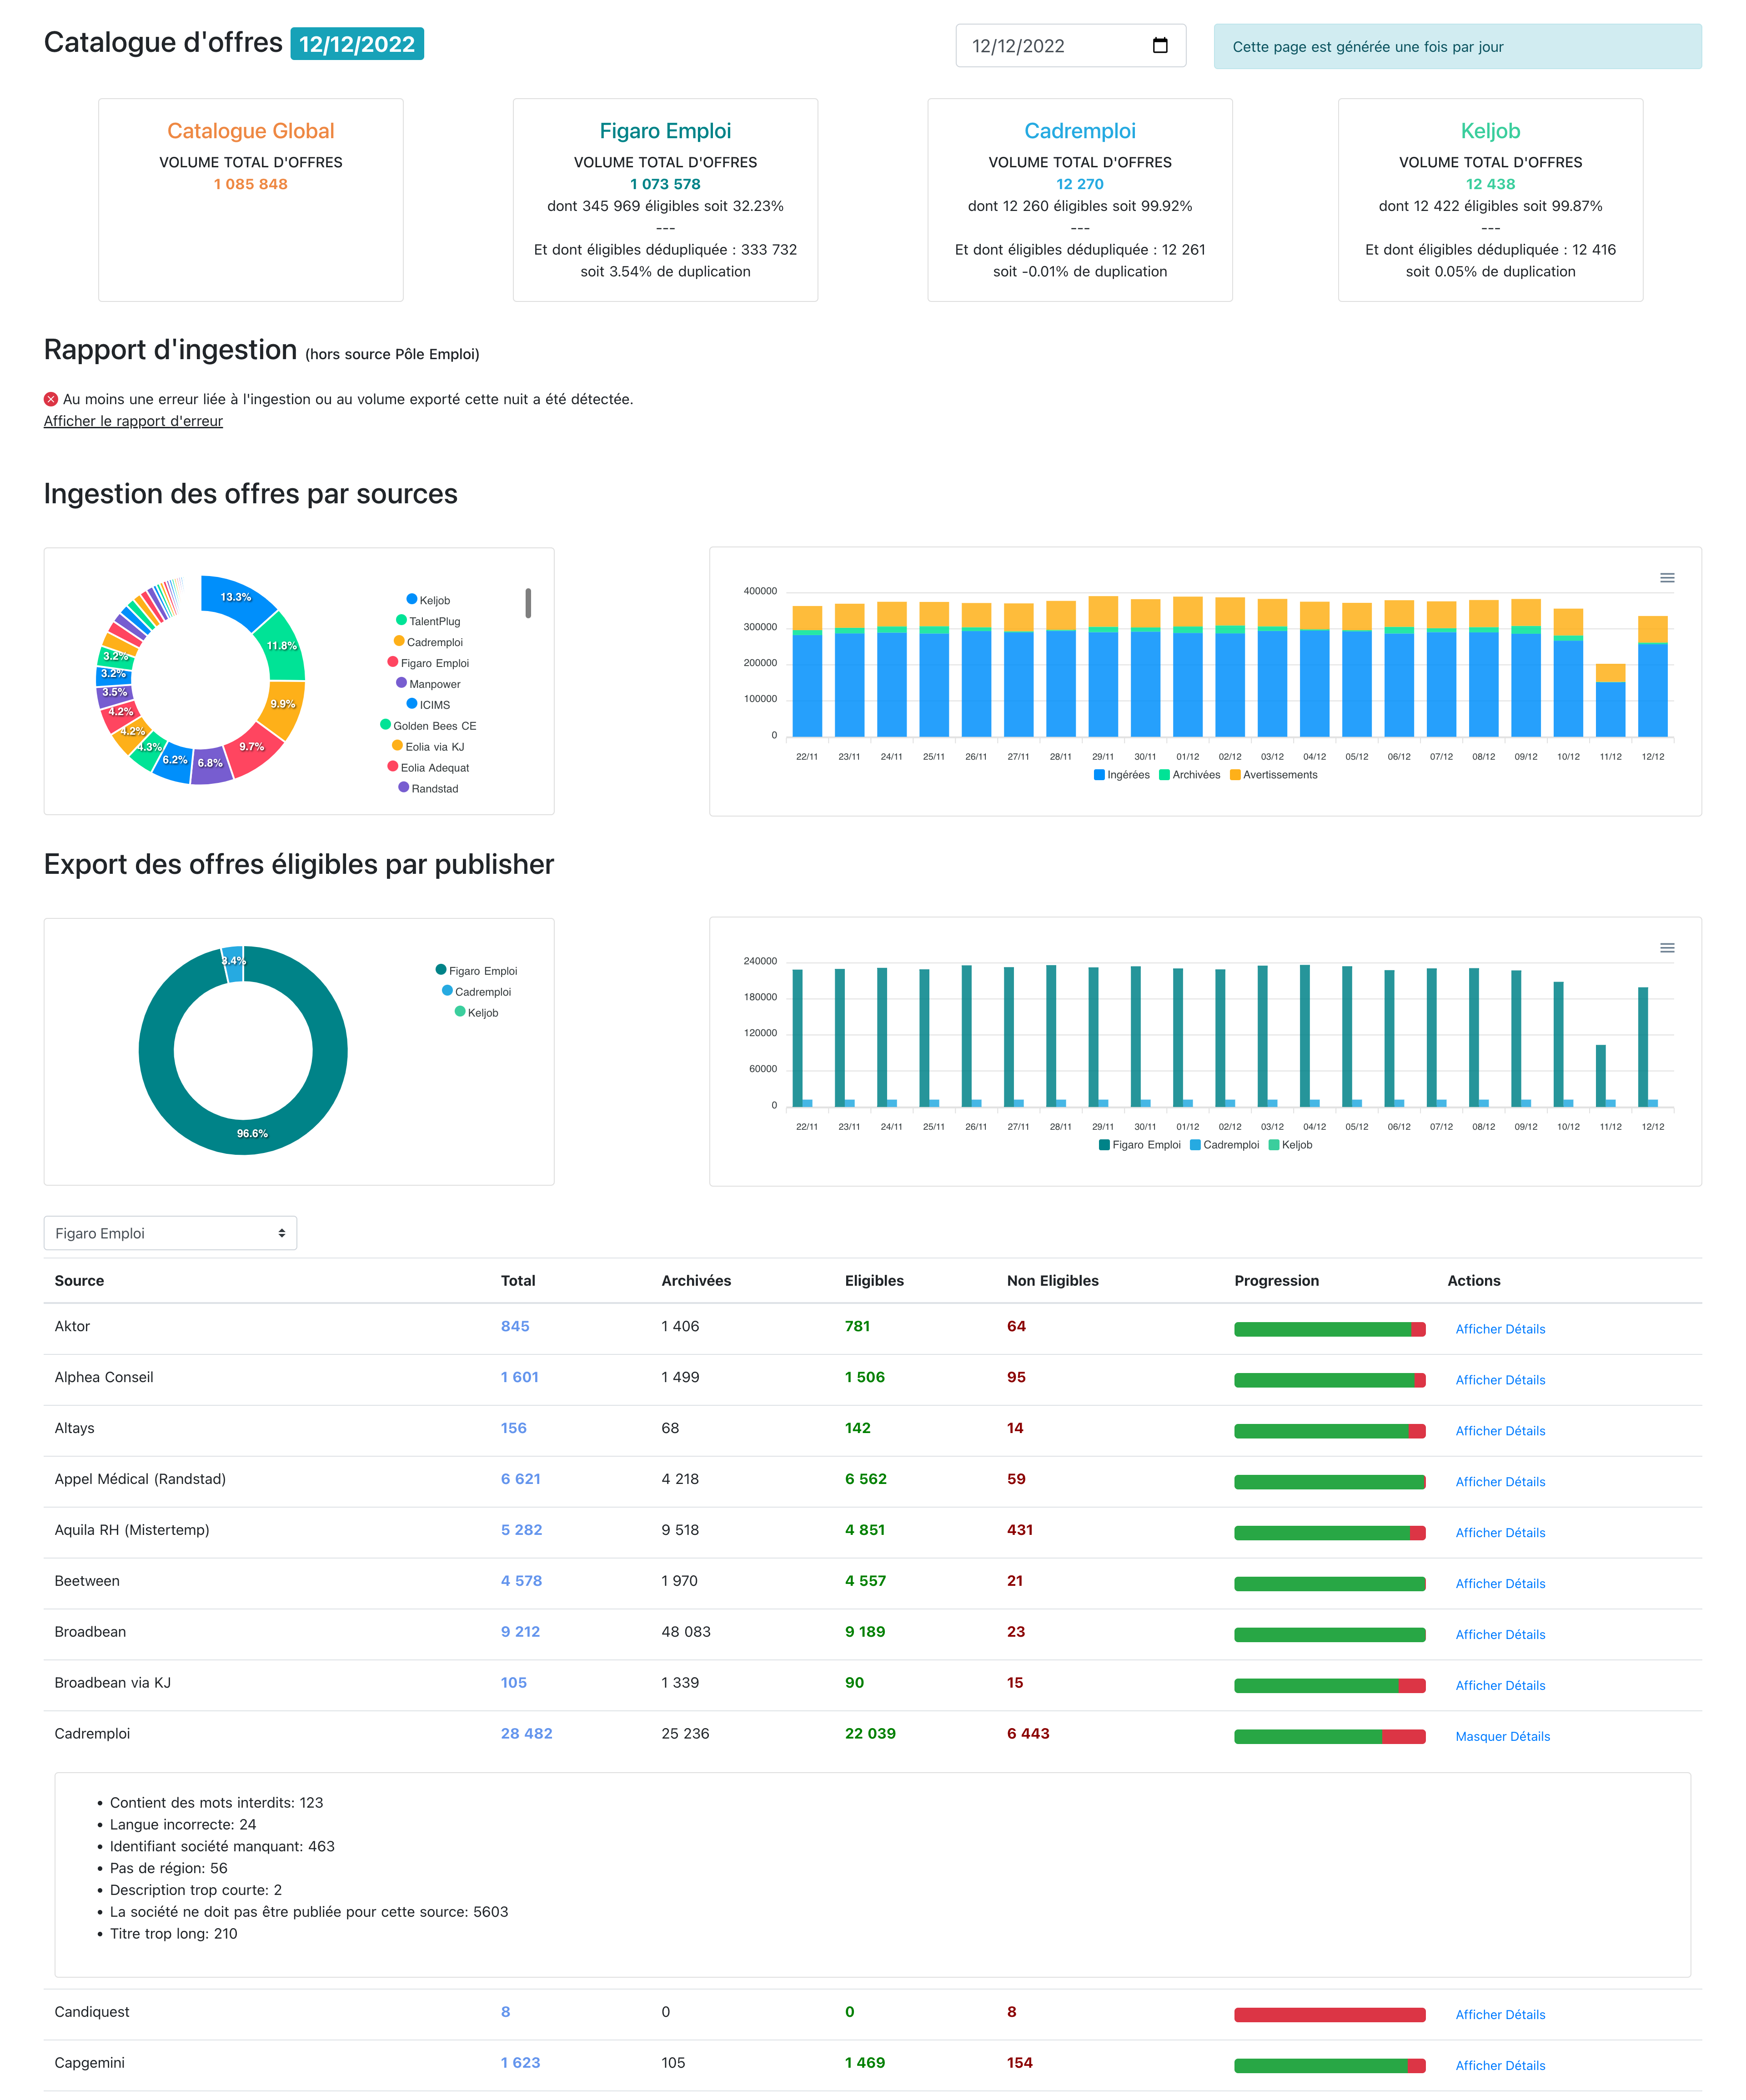 Catalogue d'offres 12/12/2022
12/12/2022
Cette page est générée une fois par jour
Catalogue Global
VOLUME TOTAL D'OFFRES
1 085 848
Figaro Emploi
VOLUME TOTAL D'OFFRES
1 073 578
dont 345 969 éligibles soit 32.23%
---
Et dont éligibles dédupliquée : 333 732
soit 3.54% de duplication
Cadremploi
VOLUME TOTAL D'OFFRES
12 270
dont 12 260 éligibles soit 99.92%
---
Et dont éligibles dédupliquée : 12 261
soit -0.01% de duplication
Keljob
VOLUME TOTAL D'OFFRES
12 438
dont 12 422 éligibles soit 99.87%
---
Et dont éligibles dédupliquée : 12 416
soit 0.05% de duplication
Rapport d'ingestion (hors source Pôle Emploi)
Au moins une erreur liée à l'ingestion ou au volume exporté cette nuit a été détectée.
Afficher le rapport d'erreur
Ingestion des offres par sources
13.3%
11.8%
9.9%
9.7%
6.8%
6.2%
4.3%
4.2%
4.2%
3.5%
3.2%
3.2%
Keljob
TalentPlug
Cadremploi
Figaro Emploi
Manpower
ICIMS
Golden Bees CE
Eolia via KJ
Eolia Adequat
Randstad
400000
300000
200000
100000
0
22/11 23/11 24/11 25/11 26/11 27/11 28/11 29/11 30/11 01/12 02/12 03/12 04/12 05/12 06/12 07/12 08/12 09/12 10/12 11/12 12/12
Ingérées Archivées Avertissements
Export des offres éligibles par publisher
3.4%
96.6%
Figaro Emploi
Cadremploi
Keljob
240000
180000
120000
60000
0
22/11 23/11 24/11 25/11 26/11 27/11 28/11 29/11 30/11 01/12 02/12 03/12 04/12 05/12 06/12 07/12 08/12 09/12 10/12 11/12 12/12
Figaro Emploi Cadremploi Keljob
Figaro Emploi
Source Total Archivées Eligibles Non Eligibles Progression Actions
Aktor 845 1 406 781 64 Afficher Détails
Alphea Conseil 1 601 1 499 1 506 95 Afficher Détails
Altays 156 68 142 14 Afficher Détails
Appel Médical (Randstad) 6 621 4 218 6 562 59 Afficher Détails
Aquila RH (Mistertemp) 5 282 9 518 4 851 431 Afficher Détails
Beetween 4 578 1 970 4 557 21 Afficher Détails
Broadbean 9 212 48 083 9 189 23 Afficher Détails
Broadbean via KJ 105 1 339 90 15 Afficher Détails
Cadremploi 28 482 25 236 22 039 6 443 Masquer Détails
• Contient des mots interdits: 123
• Langue incorrecte: 24
• Identifiant société manquant: 463
• Pas de région: 56
• Description trop courte: 2
• La société ne doit pas être publiée pour cette source: 5603
• Titre trop long: 210
Candiquest 8 0 0 8 Afficher Détails
Capgemini 1 623 105 1 469 154 Afficher Détails